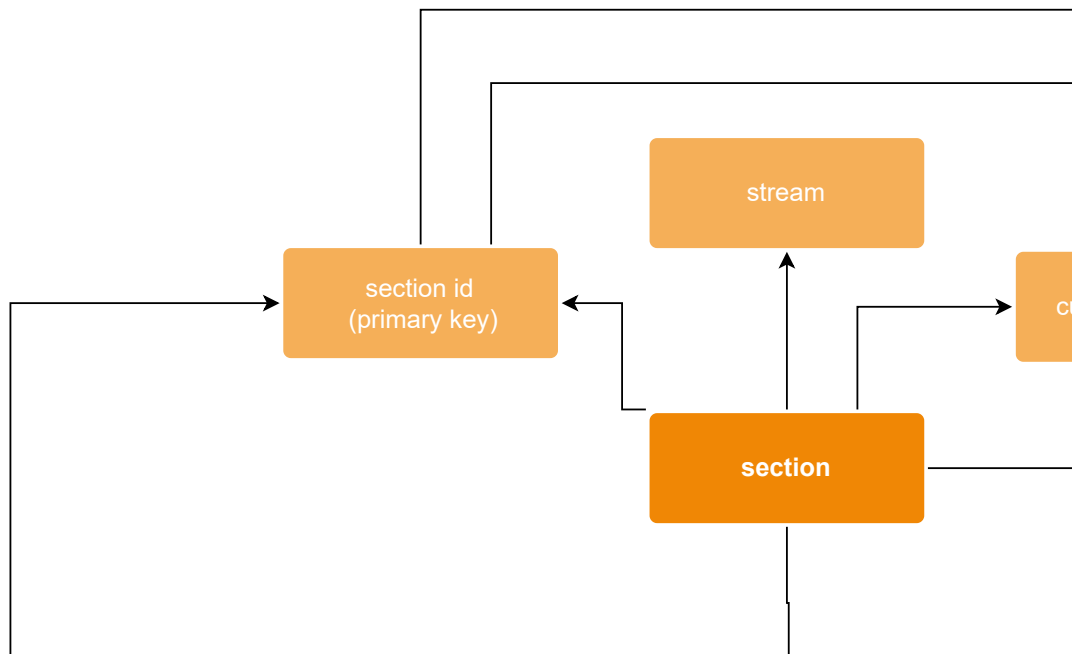 stream
section id
(primary key)
section